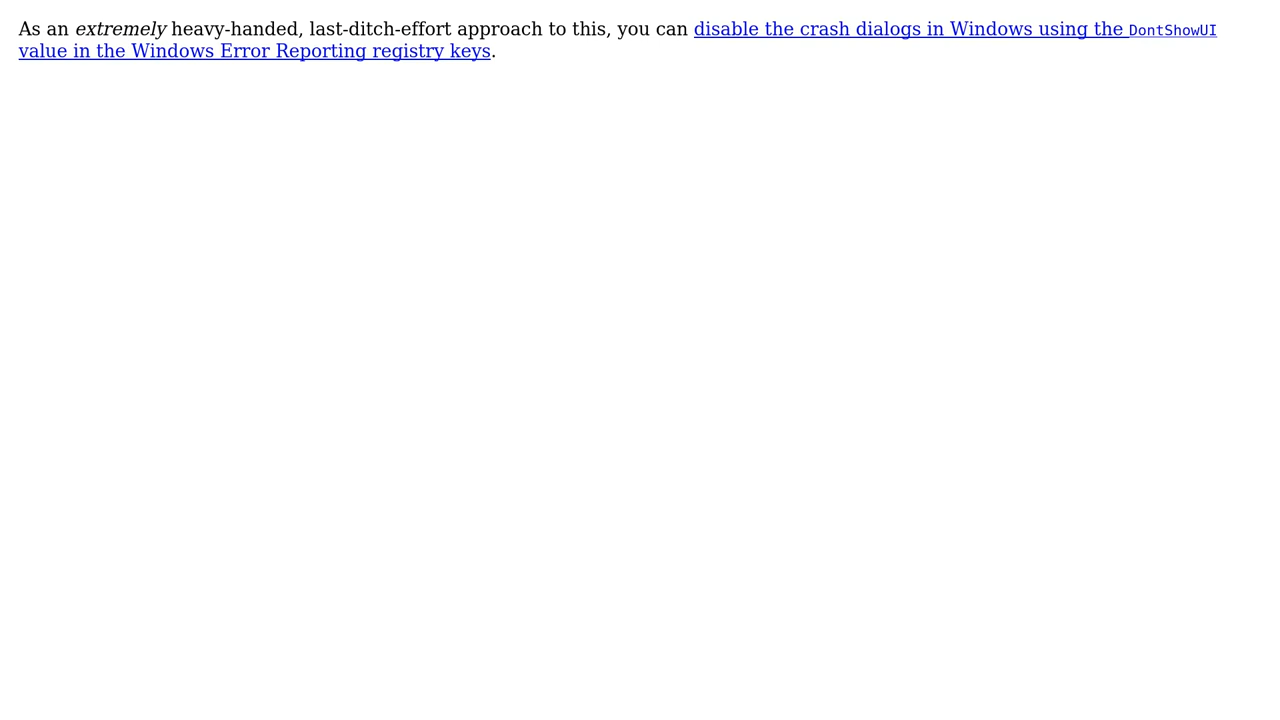 As an extremely heavy-handed, last-ditch-effort approach to this, you can disable the crash dialogs in Windows using the DontShowUI
value in the Windows Error Reporting registry keys.